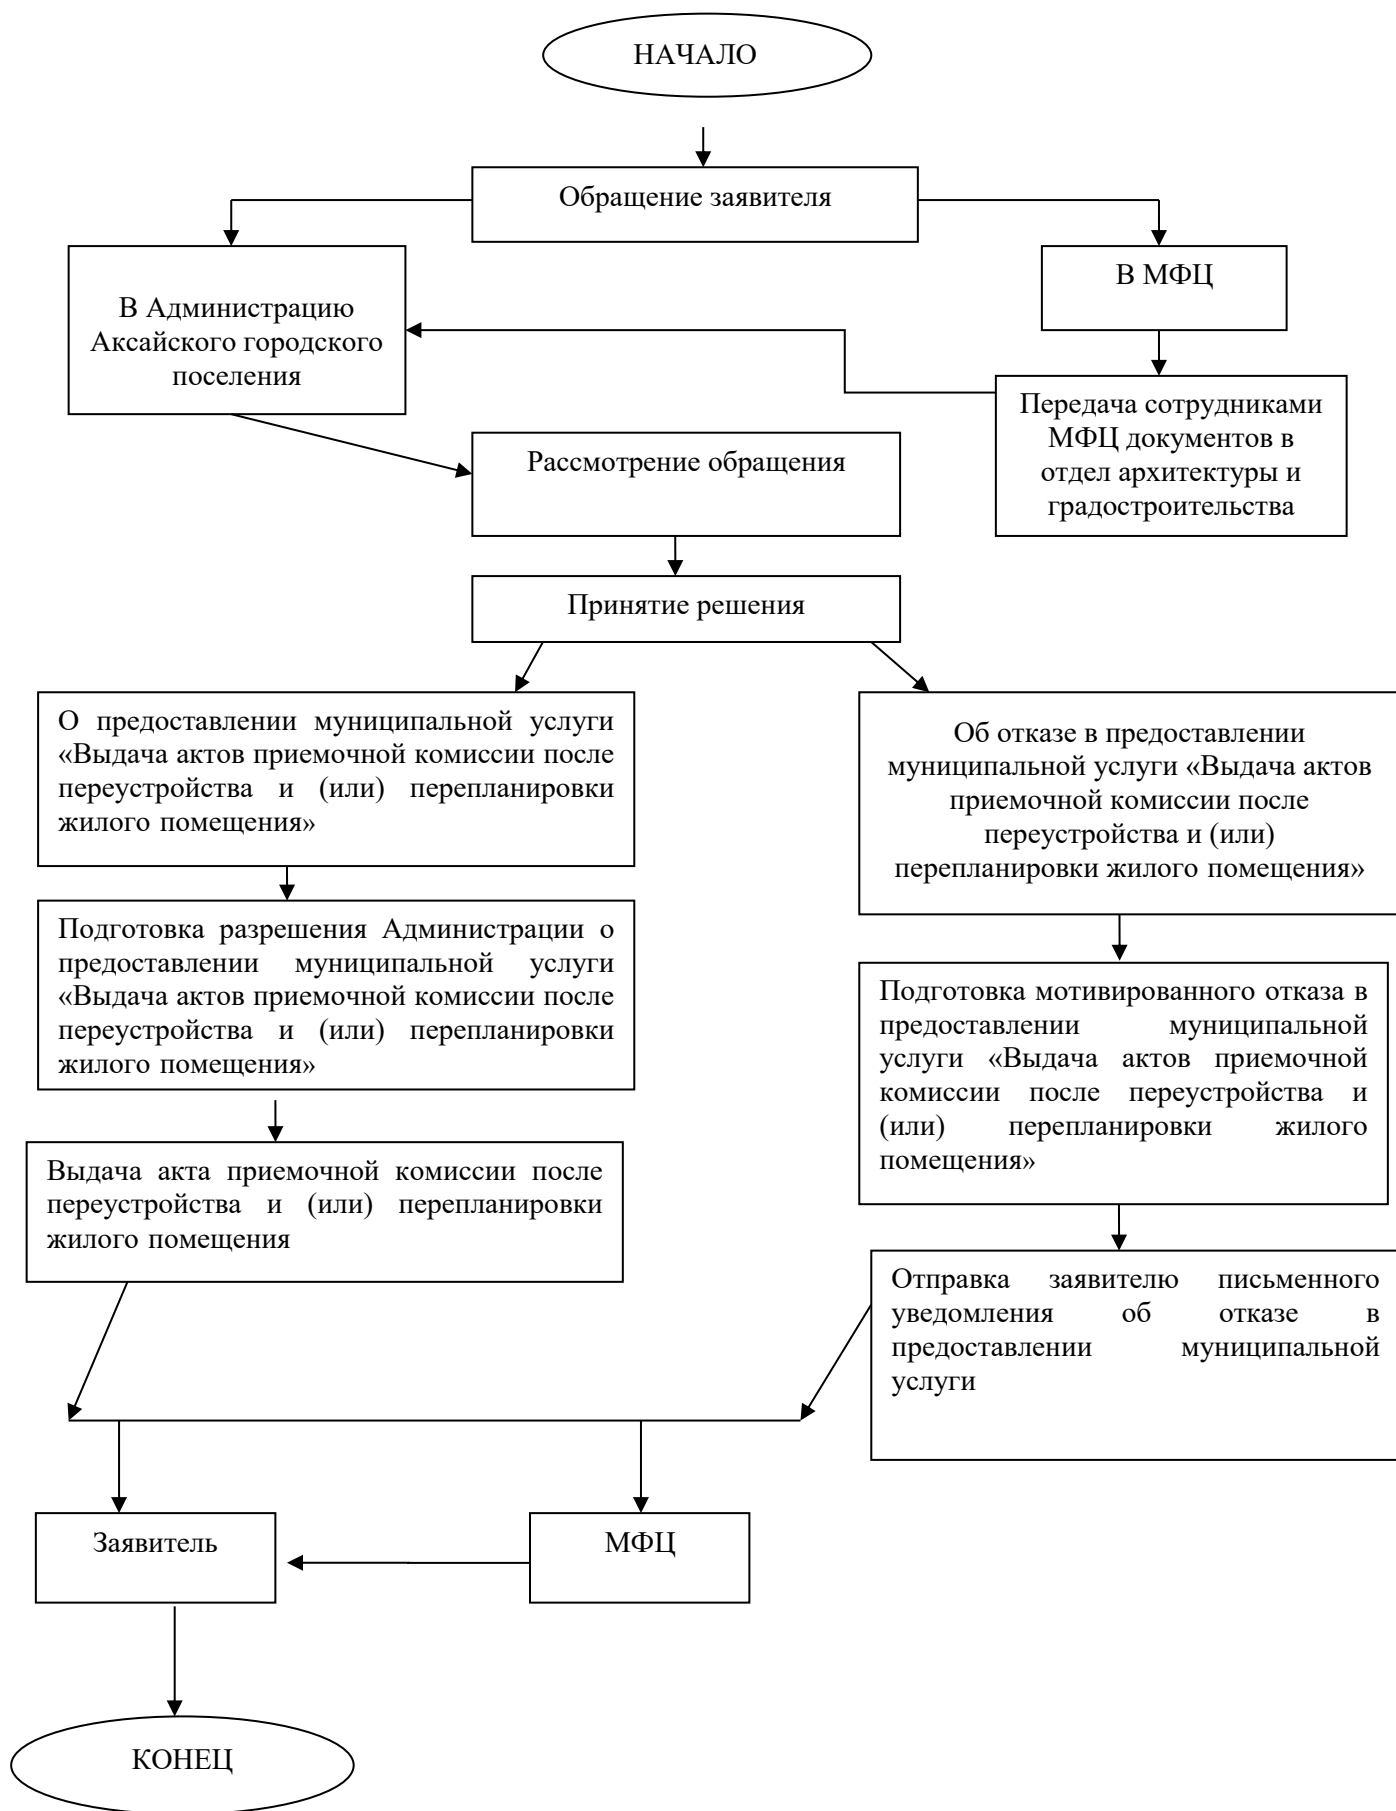 НАЧАЛО
Обращение заявителя
В Администрацию
Аксайского городского
поселения
В МФЦ
Передача сотрудниками
МФЦ документов в
отдел архитектуры и
градостроительства
Рассмотрение обращения
Принятие решения
О предоставлении муниципальной услуги
«Выдача актов приемочной комиссии после
переустройства и (или) перепланировки
жилого помещения»
Об отказе в предоставлении
муниципальной услуги «Выдача актов
приемочной комиссии после
переустройства и (или)
перепланировки жилого помещения»
Подготовка разрешения Администрации о
предоставлении муниципальной услуги
«Выдача актов приемочной комиссии после
переустройства и (или) перепланировки
жилого помещения»
Подготовка мотивированного отказа в
предоставлении муниципальной
услуги «Выдача актов приемочной
комиссии после переустройства и
(или) перепланировки жилого
помещения»
Выдача акта приемочной комиссии после
переустройства и (или) перепланировки
жилого помещения
Отправка заявителю письменного
уведомления об отказе в
предоставлении муниципальной
услуги
Заявитель
МФЦ
КОНЕЦ